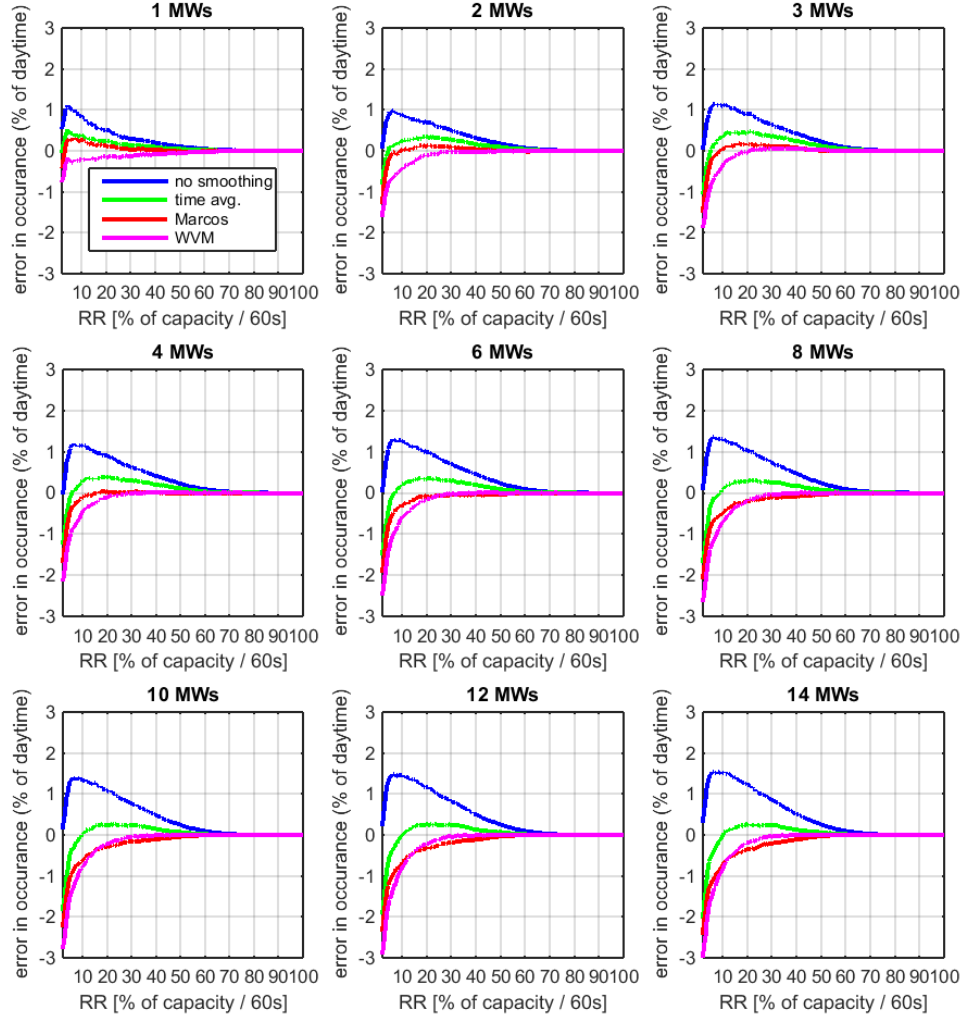 1 MWs
2 MWs
3 MWs
error in occurance (% of daytime)
3
2
1
0
-1
-2
-3
no smoothing
time avg.
Marcos
WVM
10 20 30 40 50 60 70 80 90100
RR [% of capacity / 60s]
error in occurance (% of daytime)
3
2
1
0
-1
-2
-3
10 20 30 40 50 60 70 80 90100
RR [% of capacity / 60s]
error in occurance (% of daytime)
3
2
1
0
-1
-2
-3
10 20 30 40 50 60 70 80 90100
RR [% of capacity / 60s]
4 MWs
6 MWs
8 MWs
error in occurance (% of daytime)
3
2
1
0
-1
-2
-3
10 20 30 40 50 60 70 80 90100
RR [% of capacity / 60s]
error in occurance (% of daytime)
3
2
1
0
-1
-2
-3
10 20 30 40 50 60 70 80 90100
RR [% of capacity / 60s]
error in occurance (% of daytime)
3
2
1
0
-1
-2
-3
10 20 30 40 50 60 70 80 90100
RR [% of capacity / 60s]
10 MWs
12 MWs
14 MWs
error in occurance (% of daytime)
3
2
1
0
-1
-2
-3
10 20 30 40 50 60 70 80 90100
RR [% of capacity / 60s]
error in occurance (% of daytime)
3
2
1
0
-1
-2
-3
10 20 30 40 50 60 70 80 90100
RR [% of capacity / 60s]
error in occurance (% of daytime)
3
2
1
0
-1
-2
-3
10 20 30 40 50 60 70 80 90100
RR [% of capacity / 60s]